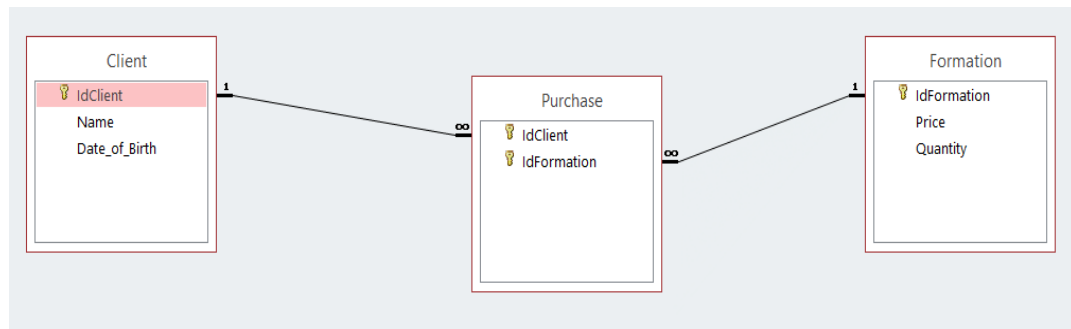 Client
IdClient
Name
Date_of_Birth
1
∞
Purchase
IdClient
IdFormation
∞
1
Formation
IdFormation
Price
Quantity